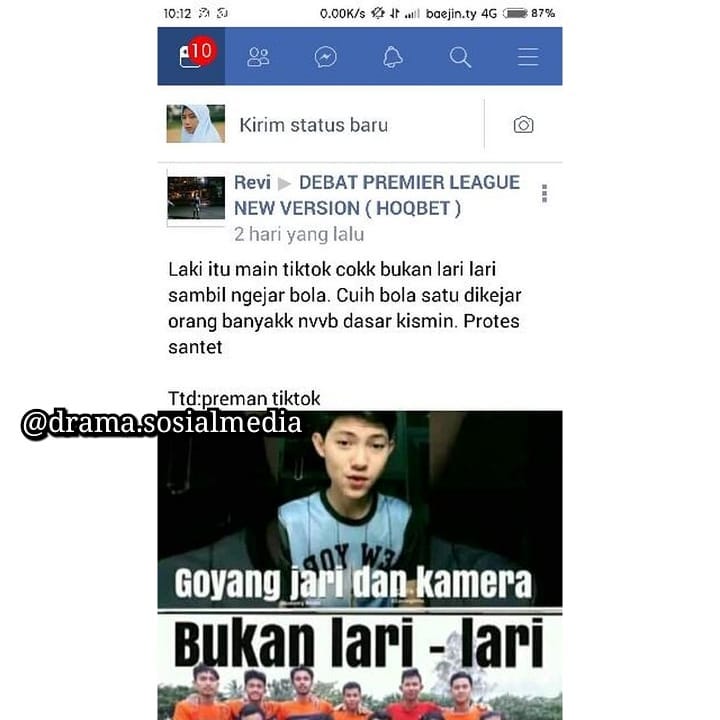 10:12
0.00K/s
baejin.ty 4G
87%
10
Kirim status baru
Revi ▶ DEBAT PREMIER LEAGUE
NEW VERSION ( HOQBET )
2 hari yang lalu
Laki itu main tiktok cokk bukan lari lari
sambil ngejar bola. Cuih bola satu dikejar
orang banyakk nvvb dasar kismin. Protes
santet
Ttd:preman tiktok
@drama.sosialmedia
Goyang jari dan kamera
Bukan lari - lari